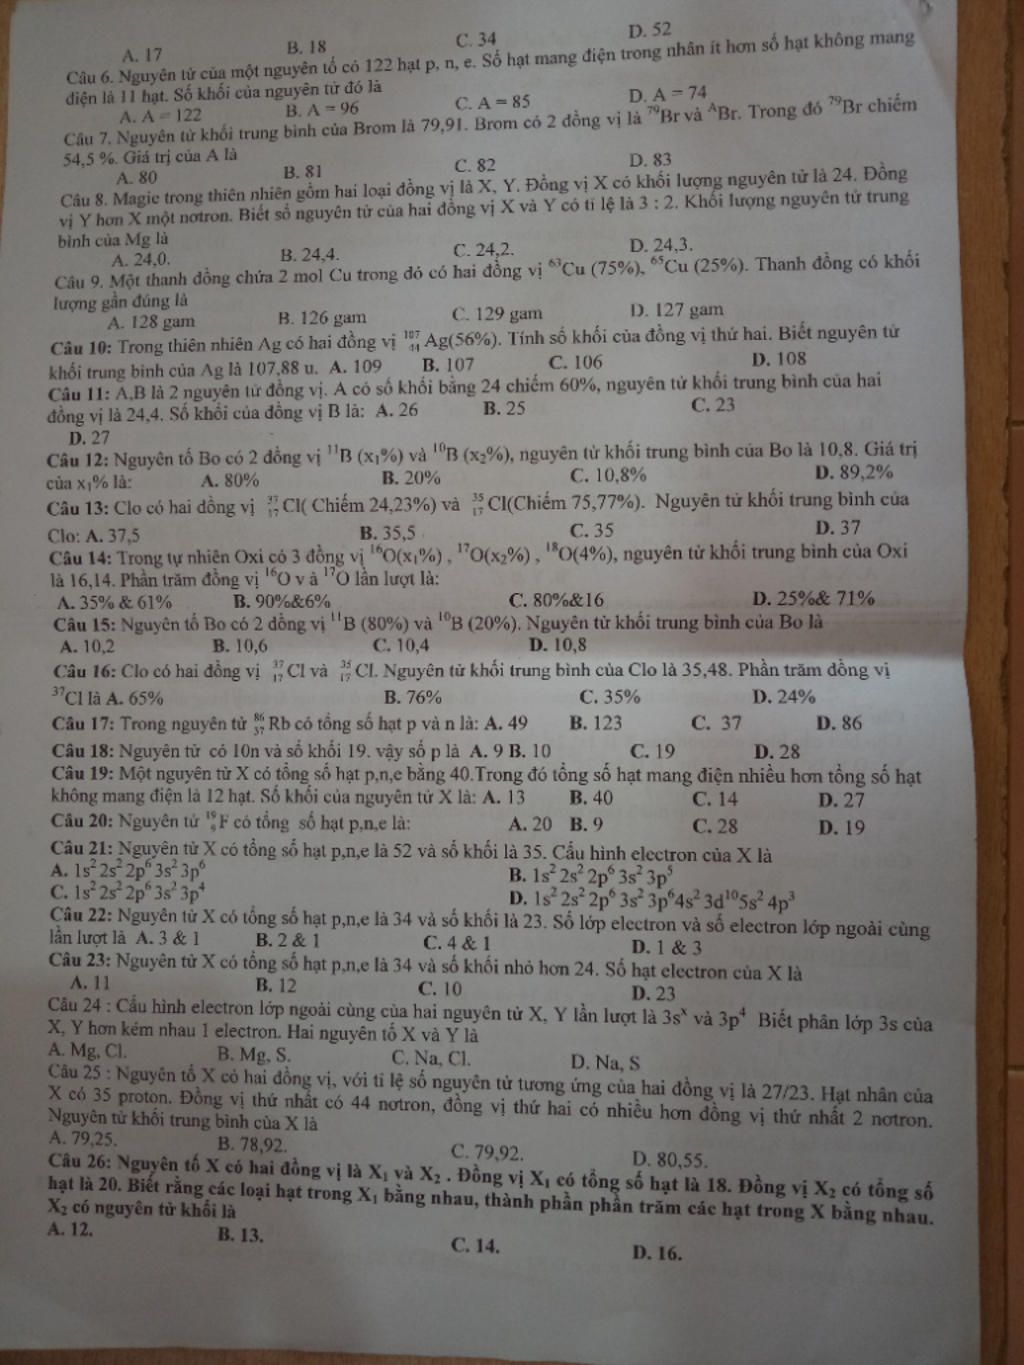 A. 17 B. 18 C. 34 D. 52
Câu 6. Nguyên tử của một nguyên tố có 122 hạt p, n, e. Số hạt mang điện trong nhân ít hơn số hạt không mang
điện là 11 hạt. Số khối của nguyên tử đó là
A. A = 122 B. A = 96 C. A = 85 D. A = 74
Câu 7. Nguyên tử khối trung bình của Brom là 79,91. Brom có 2 đồng vị là ⁷⁹Br và ᴬBr. Trong đó ⁷⁹Br chiếm
54,5 %. Giá trị của A là
A. 80 B. 81 C. 82 D. 83
Câu 8. Magie trong thiên nhiên gồm hai loại đồng vị là X, Y. Đồng vị X có khối lượng nguyên tử là 24. Đồng
vị Y hơn X một nơtron. Biết số nguyên tử của hai đồng vị X và Y có tỉ lệ là 3 : 2. Khối lượng nguyên tử trung
bình của Mg là
A. 24,0. B. 24,4. C. 24,2. D. 24,3.
Câu 9. Một thanh đồng chứa 2 mol Cu trong đó có hai đồng vị ⁶³Cu (75%), ⁶⁵Cu (25%). Thanh đồng có khối
lượng gần đúng là
A. 128 gam B. 126 gam C. 129 gam D. 127 gam
Câu 10: Trong thiên nhiên Ag có hai đồng vị ¹⁰⁷₄₄Ag(56%). Tính số khối của đồng vị thứ hai. Biết nguyên tử
khối trung bình của Ag là 107,88 u. A. 109 B. 107 C. 106 D. 108
Câu 11: A,B là 2 nguyên tử đồng vị. A có số khối bằng 24 chiếm 60%, nguyên tử khối trung bình của hai
đồng vị là 24,4. Số khối của đồng vị B là: A. 26 B. 25 C. 23
D. 27
Câu 12: Nguyên tố Bo có 2 đồng vị ¹¹B (x₁%) và ¹⁰B (x₂%), nguyên tử khối trung bình của Bo là 10,8. Giá trị
của x₁% là: A. 80% B. 20% C. 10,8% D. 89,2%
Câu 13: Clo có hai đồng vị ³⁷₁₇Cl( Chiếm 24,23%) và ³⁵₁₇Cl(Chiếm 75,77%). Nguyên tử khối trung bình của
Clo: A. 37,5 B. 35,5 C. 35 D. 37
Câu 14: Trong tự nhiên Oxi có 3 đồng vị ¹⁶O(x₁%) , ¹⁷O(x₂%) , ¹⁸O(4%), nguyên tử khối trung bình của Oxi
là 16,14. Phần trăm đồng vị ¹⁶O v à ¹⁷O lần lượt là:
A. 35% & 61% B. 90%&6% C. 80%&16 D. 25%& 71%
Câu 15: Nguyên tố Bo có 2 đồng vị ¹¹B (80%) và ¹⁰B (20%). Nguyên tử khối trung bình của Bo là
A. 10,2 B. 10,6 C. 10,4 D. 10,8
Câu 16: Clo có hai đồng vị ³⁷₁₇Cl và ³⁵₁₇Cl. Nguyên tử khối trung bình của Clo là 35,48. Phần trăm đồng vị
³⁷Cl là A. 65% B. 76% C. 35% D. 24%
Câu 17: Trong nguyên tử ⁸⁶₃₇Rb có tổng số hạt p và n là: A. 49 B. 123 C. 37 D. 86
Câu 18: Nguyên tử có 10n và số khối 19. vậy số p là A. 9 B. 10 C. 19 D. 28
Câu 19: Một nguyên tử X có tổng số hạt p,n,e bằng 40.Trong đó tổng số hạt mang điện nhiều hơn tổng số hạt
không mang điện là 12 hạt. Số khối của nguyên tử X là: A. 13 B. 40 C. 14 D. 27
Câu 20: Nguyên tử ¹⁹₉F có tổng số hạt p,n,e là: A. 20 B. 9 C. 28 D. 19
Câu 21: Nguyên tử X có tổng số hạt p,n,e là 52 và số khối là 35. Cấu hình electron của X là
A. 1s² 2s² 2p⁶ 3s² 3p⁶ B. 1s² 2s² 2p⁶ 3s² 3p⁵
C. 1s² 2s² 2p⁶ 3s² 3p⁴ D. 1s² 2s² 2p⁶ 3s² 3p⁶4s² 3d¹⁰5s² 4p³
Câu 22: Nguyên tử X có tổng số hạt p,n,e là 34 và số khối là 23. Số lớp electron và số electron lớp ngoài cùng
lần lượt là A. 3 & 1 B. 2 & 1 C. 4 & 1 D. 1 & 3
Câu 23: Nguyên tử X có tổng số hạt p,n,e là 34 và số khối nhỏ hơn 24. Số hạt electron của X là
A. 11 B. 12 C. 10 D. 23
Câu 24 : Cấu hình electron lớp ngoài cùng của hai nguyên tử X, Y lần lượt là 3sˣ và 3p⁴ Biết phân lớp 3s của
X, Y hơn kém nhau 1 electron. Hai nguyên tố X và Y là
A. Mg, Cl. B. Mg, S. C. Na, Cl. D. Na, S
Câu 25 : Nguyên tố X có hai đồng vị, với tỉ lệ số nguyên tử tương ứng của hai đồng vị là 27/23. Hạt nhân của
X có 35 proton. Đồng vị thứ nhất có 44 nơtron, đồng vị thứ hai có nhiều hơn đồng vị thứ nhất 2 nơtron.
Nguyên tử khối trung bình của X là
A. 79,25. B. 78,92. C. 79,92. D. 80,55.
Câu 26: Nguyên tố X có hai đồng vị là X₁ và X₂ . Đồng vị X₁ có tổng số hạt là 18. Đồng vị X₂ có tổng số
hạt là 20. Biết rằng các loại hạt trong X₁ bằng nhau, thành phần phần trăm các hạt trong X bằng nhau.
X₂ có nguyên tử khối là
A. 12. B. 13. C. 14. D. 16.